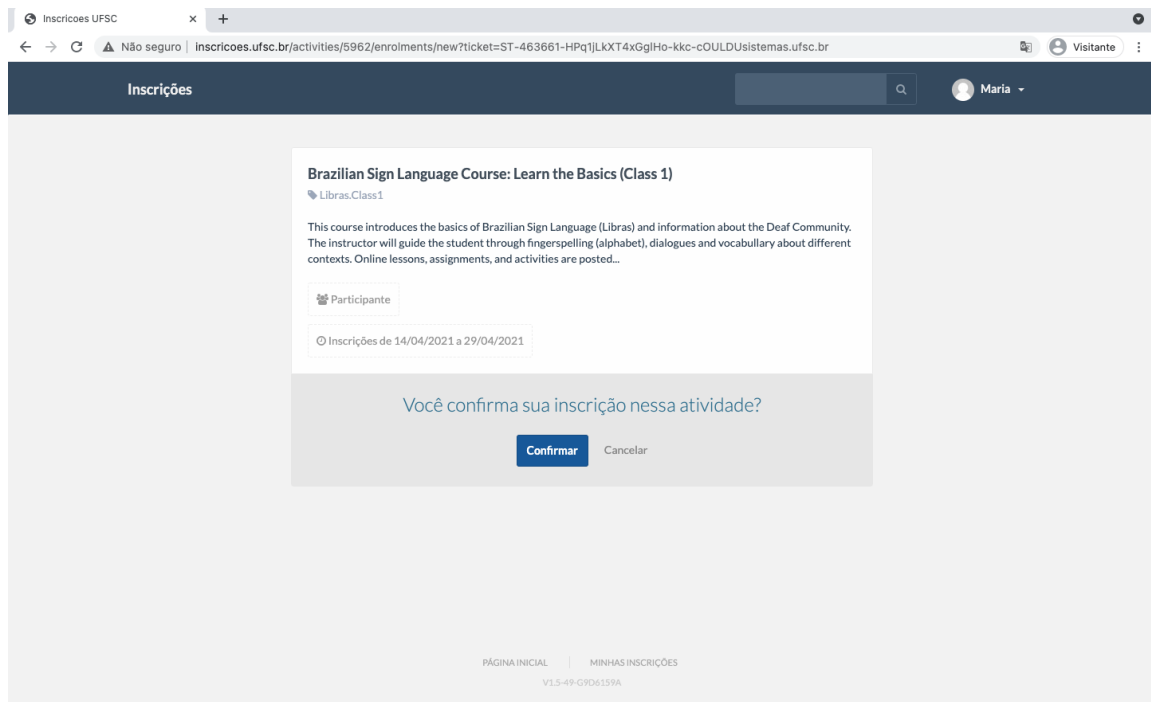 Inscricoes UFSC
Não seguro
inscricoes.ufsc.br/activities/5962/enrolments/new?ticket=ST-463661-HPq1jLkXT4xGglHo-kkc-cOULDUsistemas.ufsc.br
Visitante
Inscrições
Maria
Brazilian Sign Language Course: Learn the Basics (Class 1)
Libras.Class1
This course introduces the basics of Brazilian Sign Language (Libras) and information about the Deaf Community.
The instructor will guide the student through fingerspelling (alphabet), dialogues and vocabullary about different
contexts. Online lessons, assignments, and activities are posted...
Participante
Inscrições de 14/04/2021 a 29/04/2021
Você confirma sua inscrição nessa atividade?
Confirmar
Cancelar
PÁGINA INICIAL
MINHAS INSCRIÇÕES
V1.5-49-G9D6159A